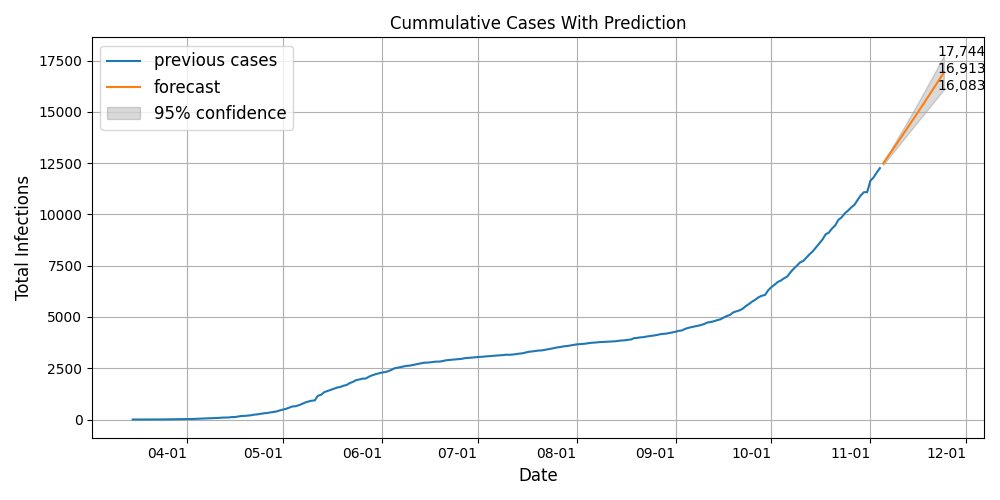 Cummulative Cases With Prediction
previous cases
forecast
95% confidence
17,744
16,913
16,083
17500
15000
12500
10000
7500
5000
2500
0
Total Infections
04-01 05-01 06-01 07-01 08-01 09-01 10-01 11-01 12-01
Date